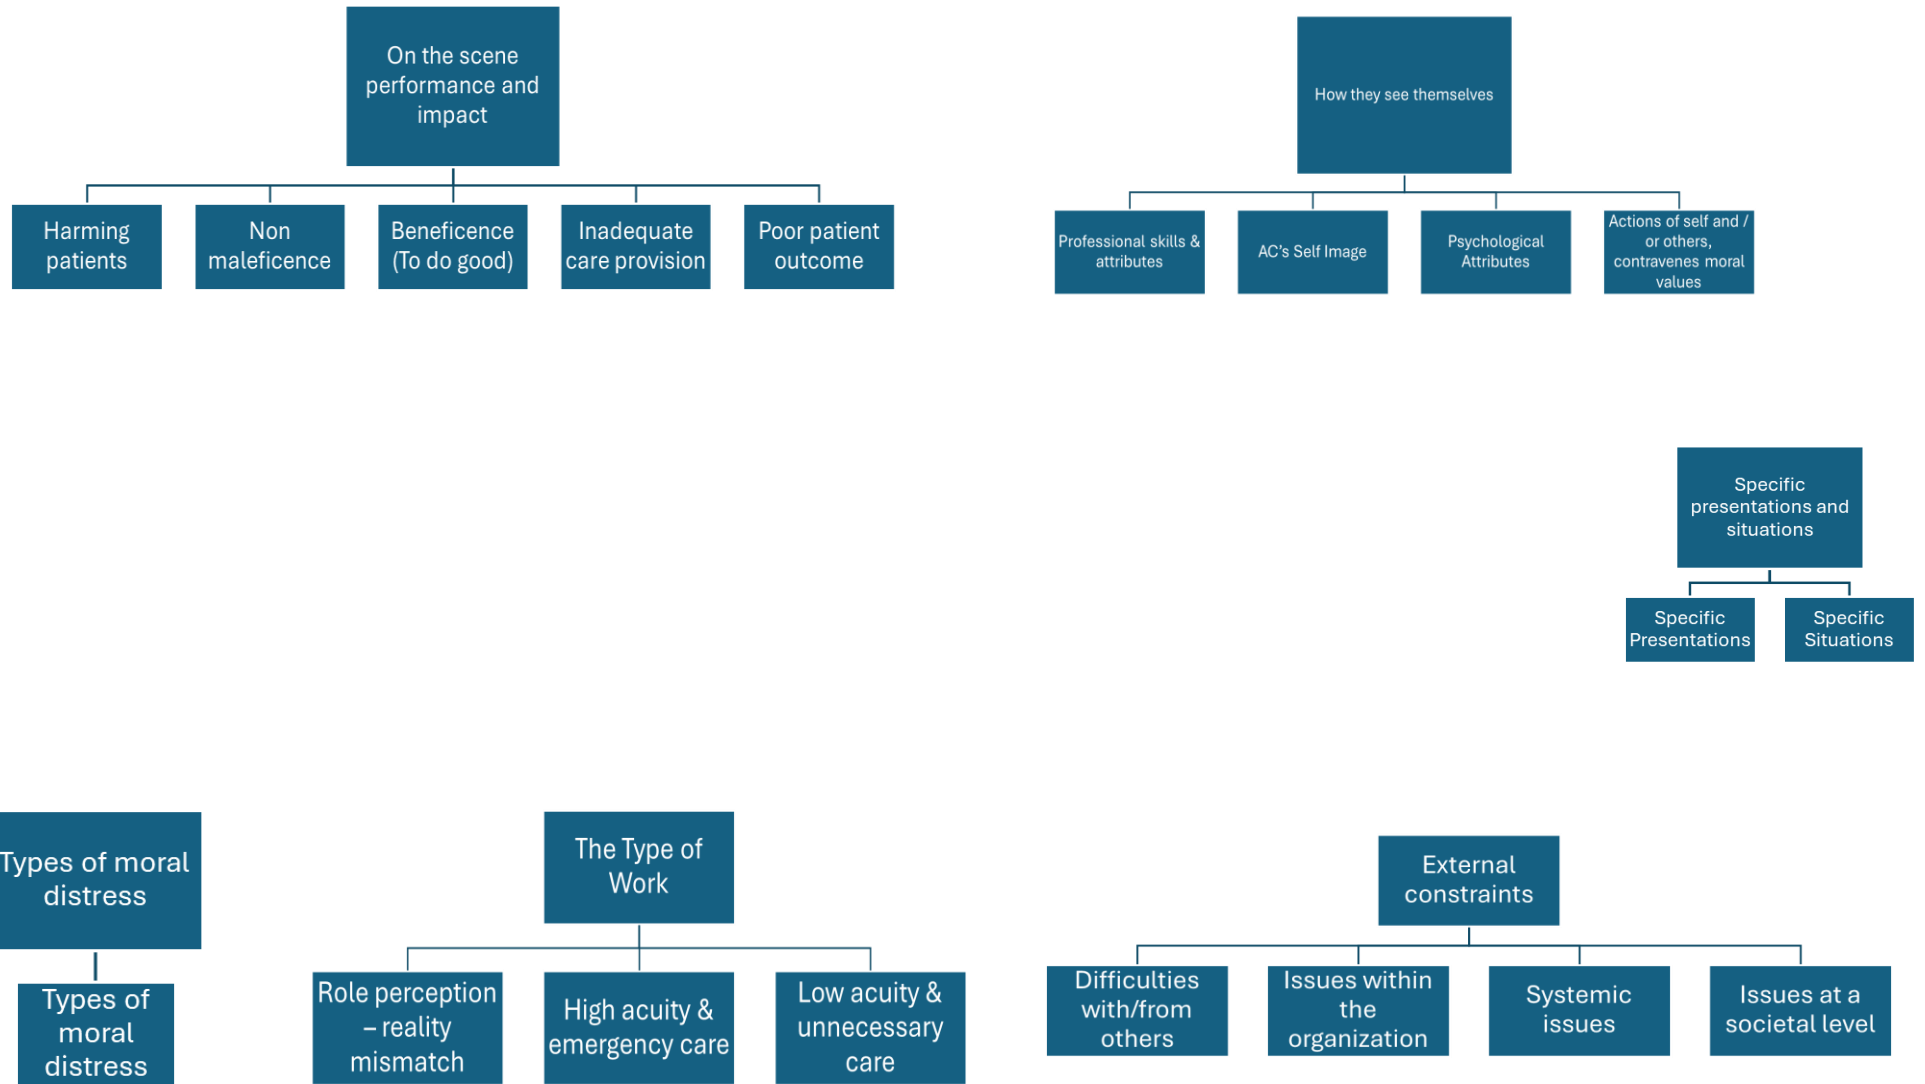 On the scene
performance and
impact
Harming
patients
Non
maleficence
Beneficence
(To do good)
Inadequate
care provision
Poor patient
outcome
How they see themselves
Professional skills &
attributes
AC's Self Image
Psychological
Attributes
Actions of self and /
or others,
contravenes moral
values
Specific
presentations and
situations
Specific
Presentations
Specific
Situations
Types of moral
distress
Types of
moral
distress
The Type of
Work
Role perception
– reality
mismatch
High acuity &
emergency care
Low acuity &
unnecessary
care
External
constraints
Difficulties
with/from
others
Issues within
the
organization
Systemic
issues
Issues at a
societal level